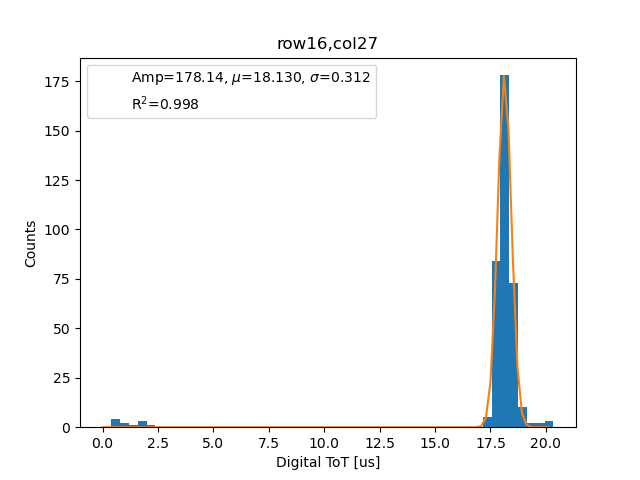 row16,col27
Amp=178.14, μ=18.130, σ=0.312
R²=0.998
175
150
125
100
75
50
25
0
Counts
0.0 2.5 5.0 7.5 10.0 12.5 15.0 17.5 20.0
Digital ToT [us]